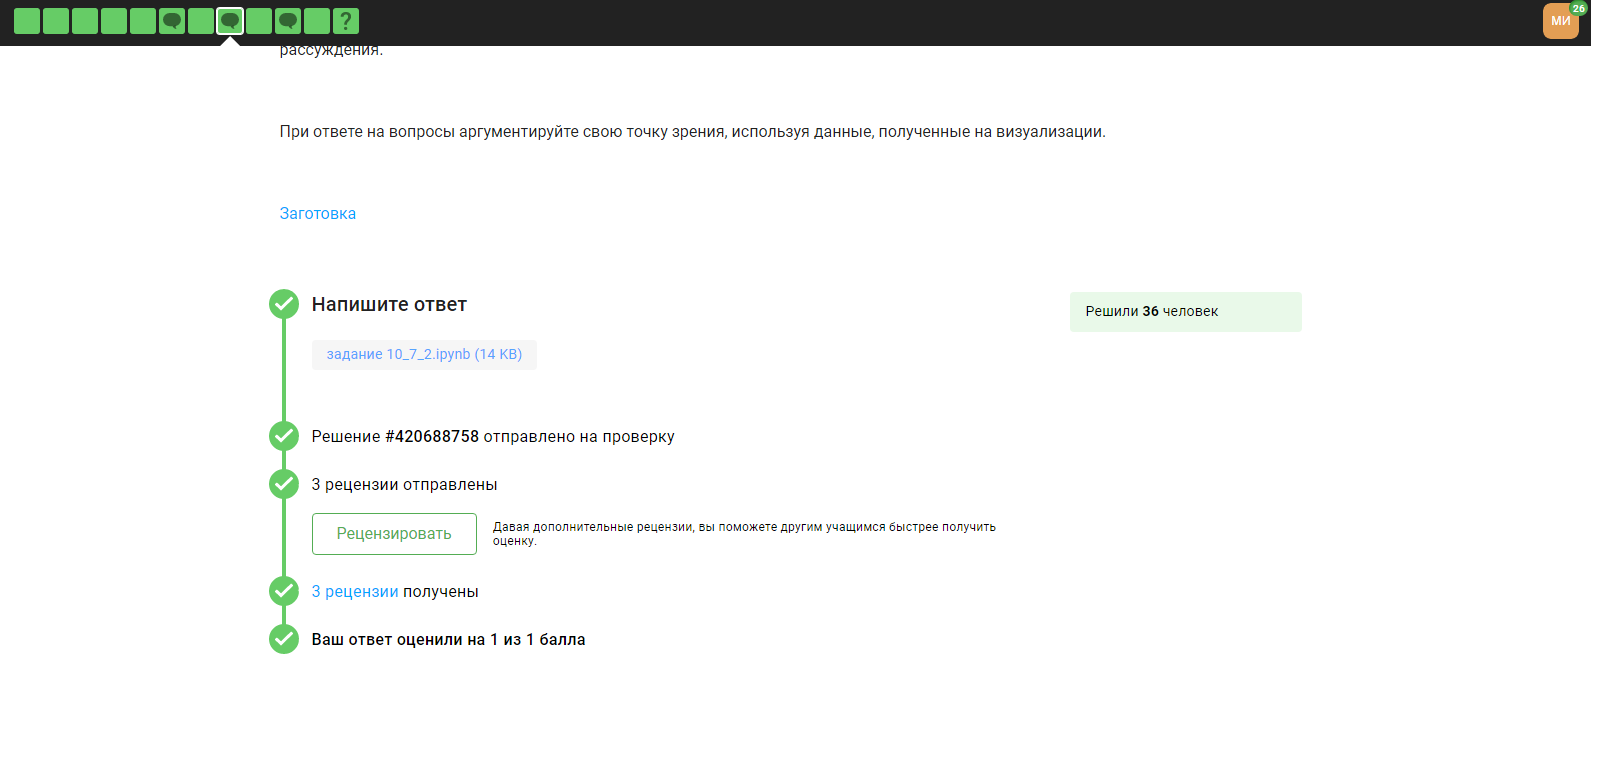 ?
МИ
26
рассуждения.
При ответе на вопросы аргументируйте свою точку зрения, используя данные, полученные на визуализации.
Заготовка
Напишите ответ
Решили 36 человек
задание 10_7_2.ipynb (14 KB)
Решение #420688758 отправлено на проверку
3 рецензии отправлены
Рецензировать
Давая дополнительные рецензии, вы поможете другим учащимся быстрее получить
оценку.
3 рецензии получены
Ваш ответ оценили на 1 из 1 балла